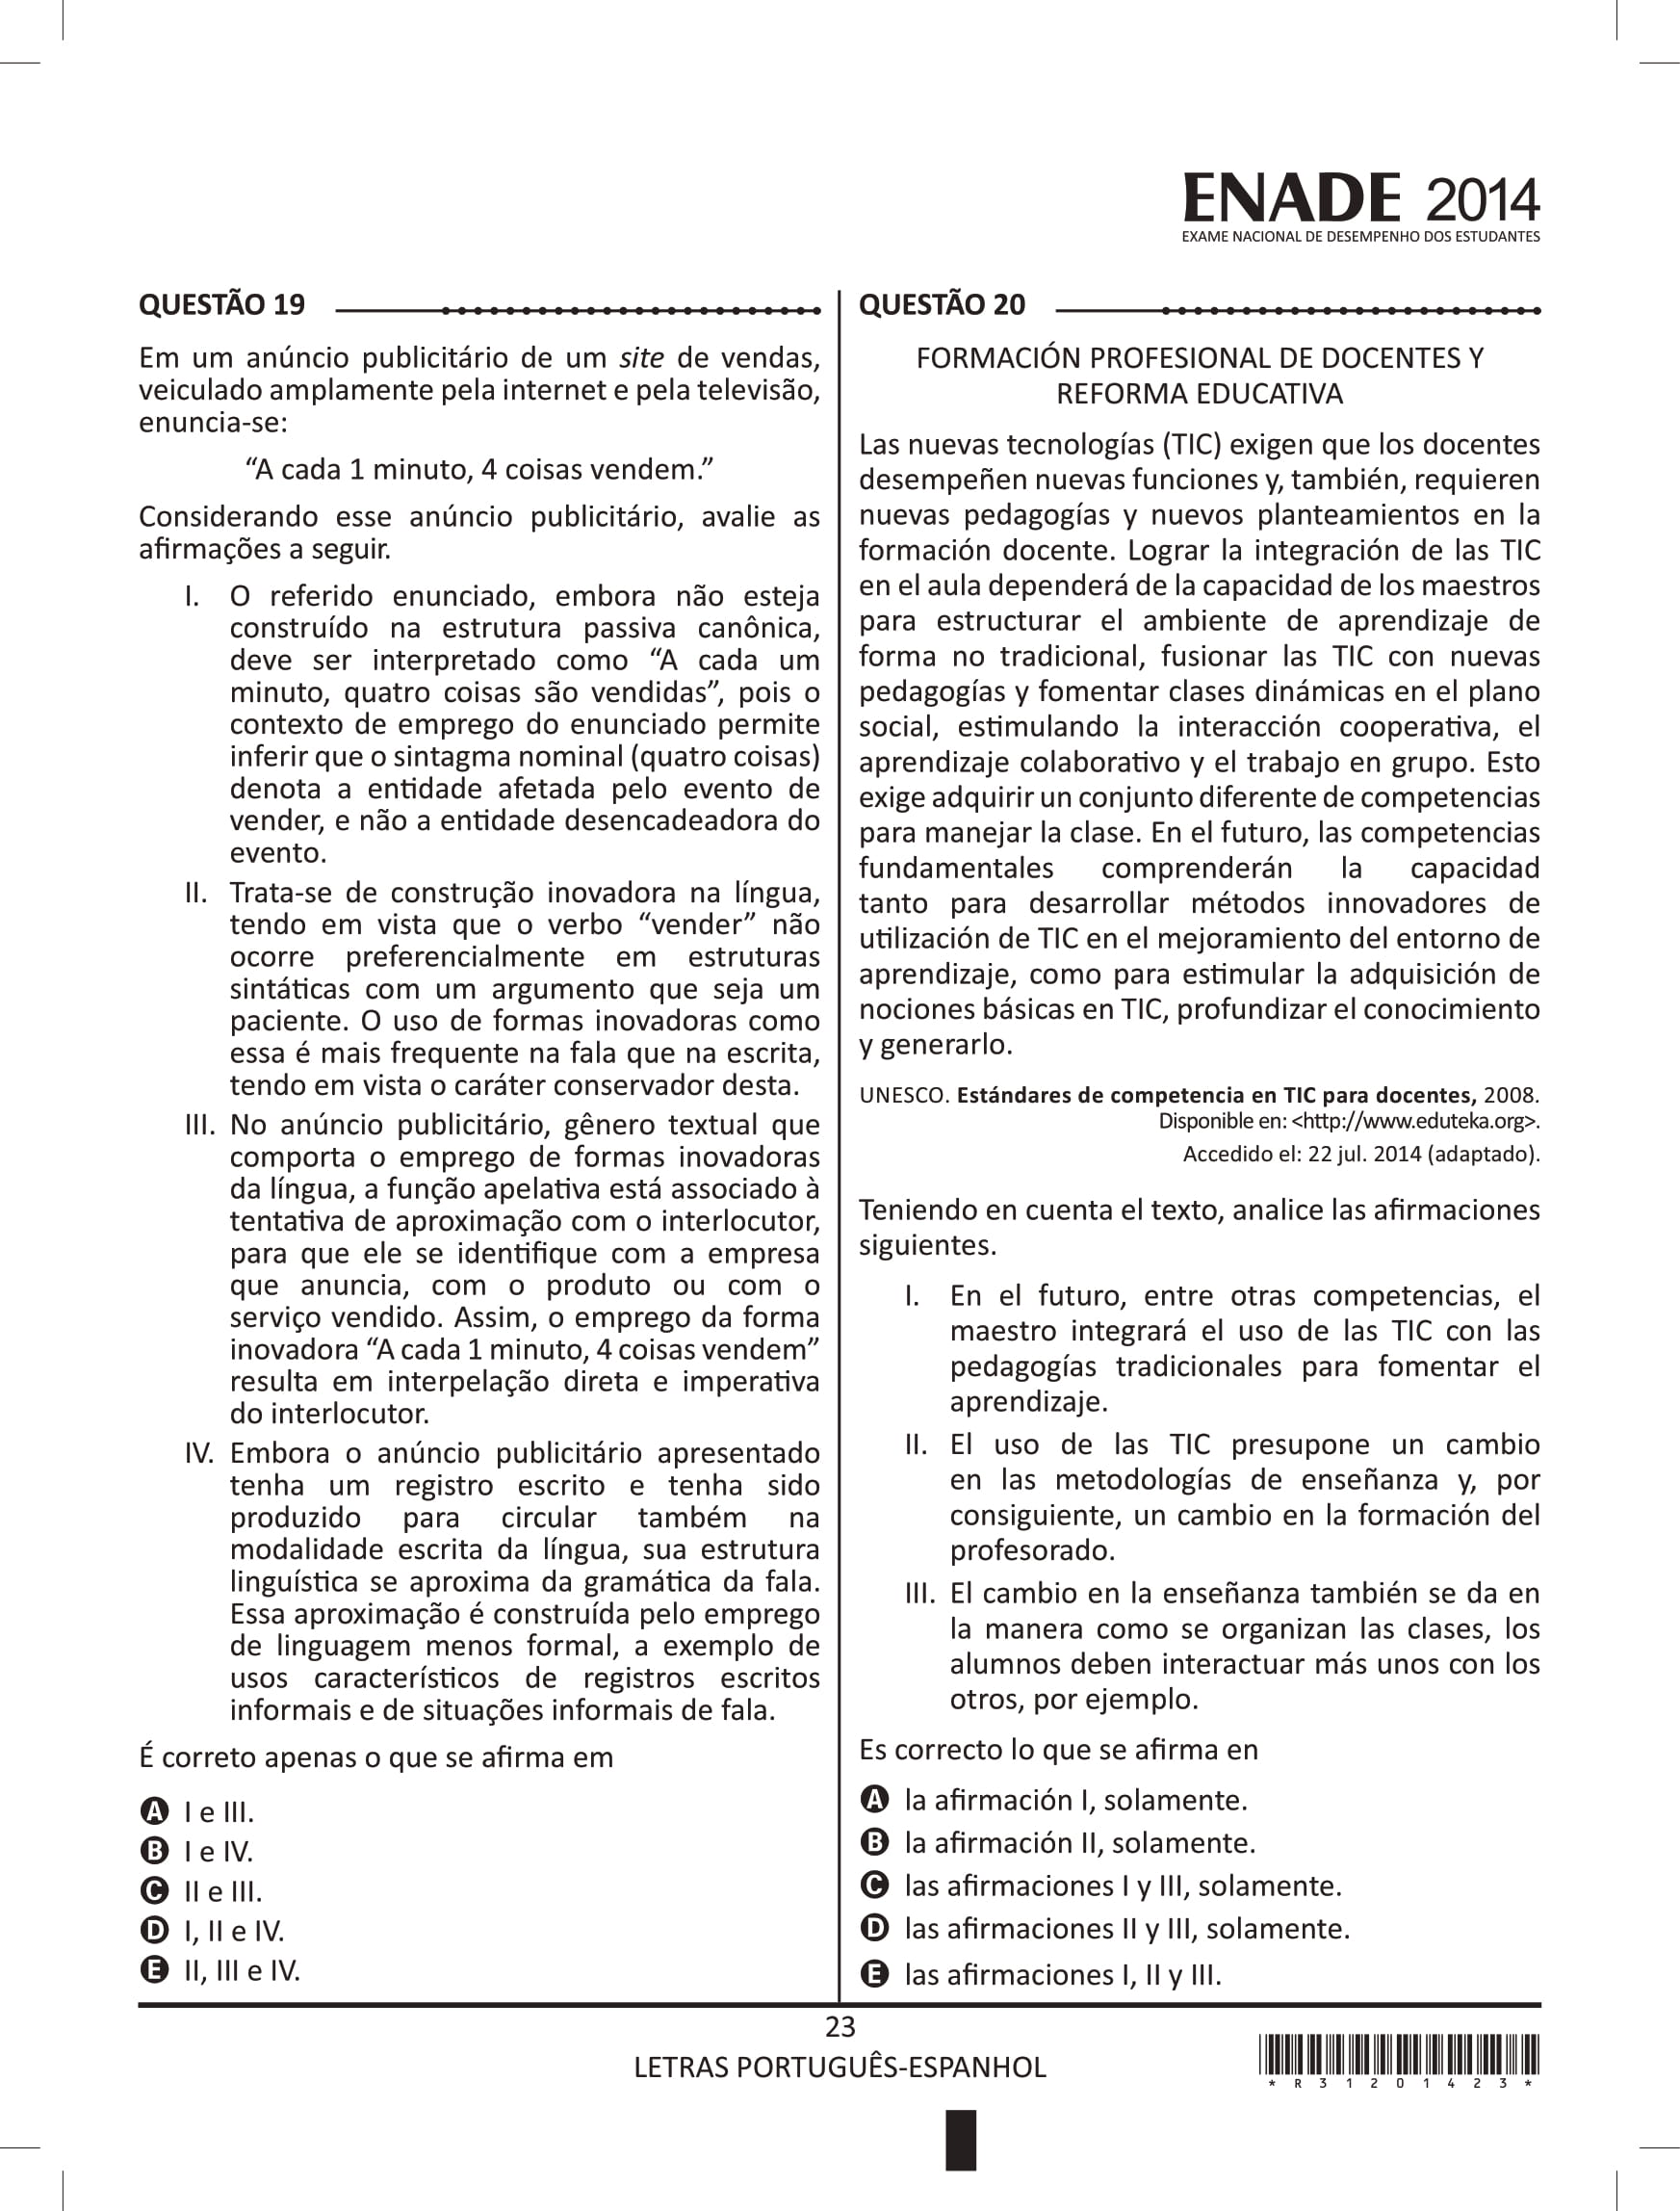 ENADE 2014
EXAME NACIONAL DE DESEMPENHO DOS ESTUDANTES
QUESTÃO 19
Em um anúncio publicitário de um site de vendas,
veiculado amplamente pela internet e pela televisão,
enuncia-se:
“A cada 1 minuto, 4 coisas vendem.”
Considerando esse anúncio publicitário, avalie as
afirmações a seguir.
I. O referido enunciado, embora não esteja
construído na estrutura passiva canônica,
deve ser interpretado como “A cada um
minuto, quatro coisas são vendidas”, pois o
contexto de emprego do enunciado permite
inferir que o sintagma nominal (quatro coisas)
denota a entidade afetada pelo evento de
vender, e não a entidade desencadeadora do
evento.
II. Trata-se de construção inovadora na língua,
tendo em vista que o verbo “vender” não
ocorre preferencialmente em estruturas
sintáticas com um argumento que seja um
paciente. O uso de formas inovadoras como
essa é mais frequente na fala que na escrita,
tendo em vista o caráter conservador desta.
III. No anúncio publicitário, gênero textual que
comporta o emprego de formas inovadoras
da língua, a função apelativa está associado à
tentativa de aproximação com o interlocutor,
para que ele se identifique com a empresa
que anuncia, com o produto ou com o
serviço vendido. Assim, o emprego da forma
inovadora “A cada 1 minuto, 4 coisas vendem”
resulta em interpelação direta e imperativa
do interlocutor.
IV. Embora o anúncio publicitário apresentado
tenha um registro escrito e tenha sido
produzido para circular também na
modalidade escrita da língua, sua estrutura
linguística se aproxima da gramática da fala.
Essa aproximação é construída pelo emprego
de linguagem menos formal, a exemplo de
usos característicos de registros escritos
informais e de situações informais de fala.
É correto apenas o que se afirma em
A I e III.
B I e IV.
C II e III.
D I, II e IV.
E II, III e IV.
QUESTÃO 20
FORMACIÓN PROFESIONAL DE DOCENTES Y
REFORMA EDUCATIVA
Las nuevas tecnologías (TIC) exigen que los docentes
desempeñen nuevas funciones y, también, requieren
nuevas pedagogías y nuevos planteamientos en la
formación docente. Lograr la integración de las TIC
en el aula dependerá de la capacidad de los maestros
para estructurar el ambiente de aprendizaje de
forma no tradicional, fusionar las TIC con nuevas
pedagogías y fomentar clases dinámicas en el plano
social, estimulando la interacción cooperativa, el
aprendizaje colaborativo y el trabajo en grupo. Esto
exige adquirir un conjunto diferente de competencias
para manejar la clase. En el futuro, las competencias
fundamentales comprenderán la capacidad
tanto para desarrollar métodos innovadores de
utilización de TIC en el mejoramiento del entorno de
aprendizaje, como para estimular la adquisición de
nociones básicas en TIC, profundizar el conocimiento
y generarlo.
UNESCO. Estándares de competencia en TIC para docentes, 2008.
Disponible en: <http://www.eduteka.org>.
Accedido el: 22 jul. 2014 (adaptado).
Teniendo en cuenta el texto, analice las afirmaciones
siguientes.
I. En el futuro, entre otras competencias, el
maestro integrará el uso de las TIC con las
pedagogías tradicionales para fomentar el
aprendizaje.
II. El uso de las TIC presupone un cambio
en las metodologías de enseñanza y, por
consiguiente, un cambio en la formación del
profesorado.
III. El cambio en la enseñanza también se da en
la manera como se organizan las clases, los
alumnos deben interactuar más unos con los
otros, por ejemplo.
Es correcto lo que se afirma en
A la afirmación I, solamente.
B la afirmación II, solamente.
C las afirmaciones I y III, solamente.
D las afirmaciones II y III, solamente.
E las afirmaciones I, II y III.
23
LETRAS PORTUGUÊS-ESPANHOL
* R 3 1 2 0 1 4 2 3 *